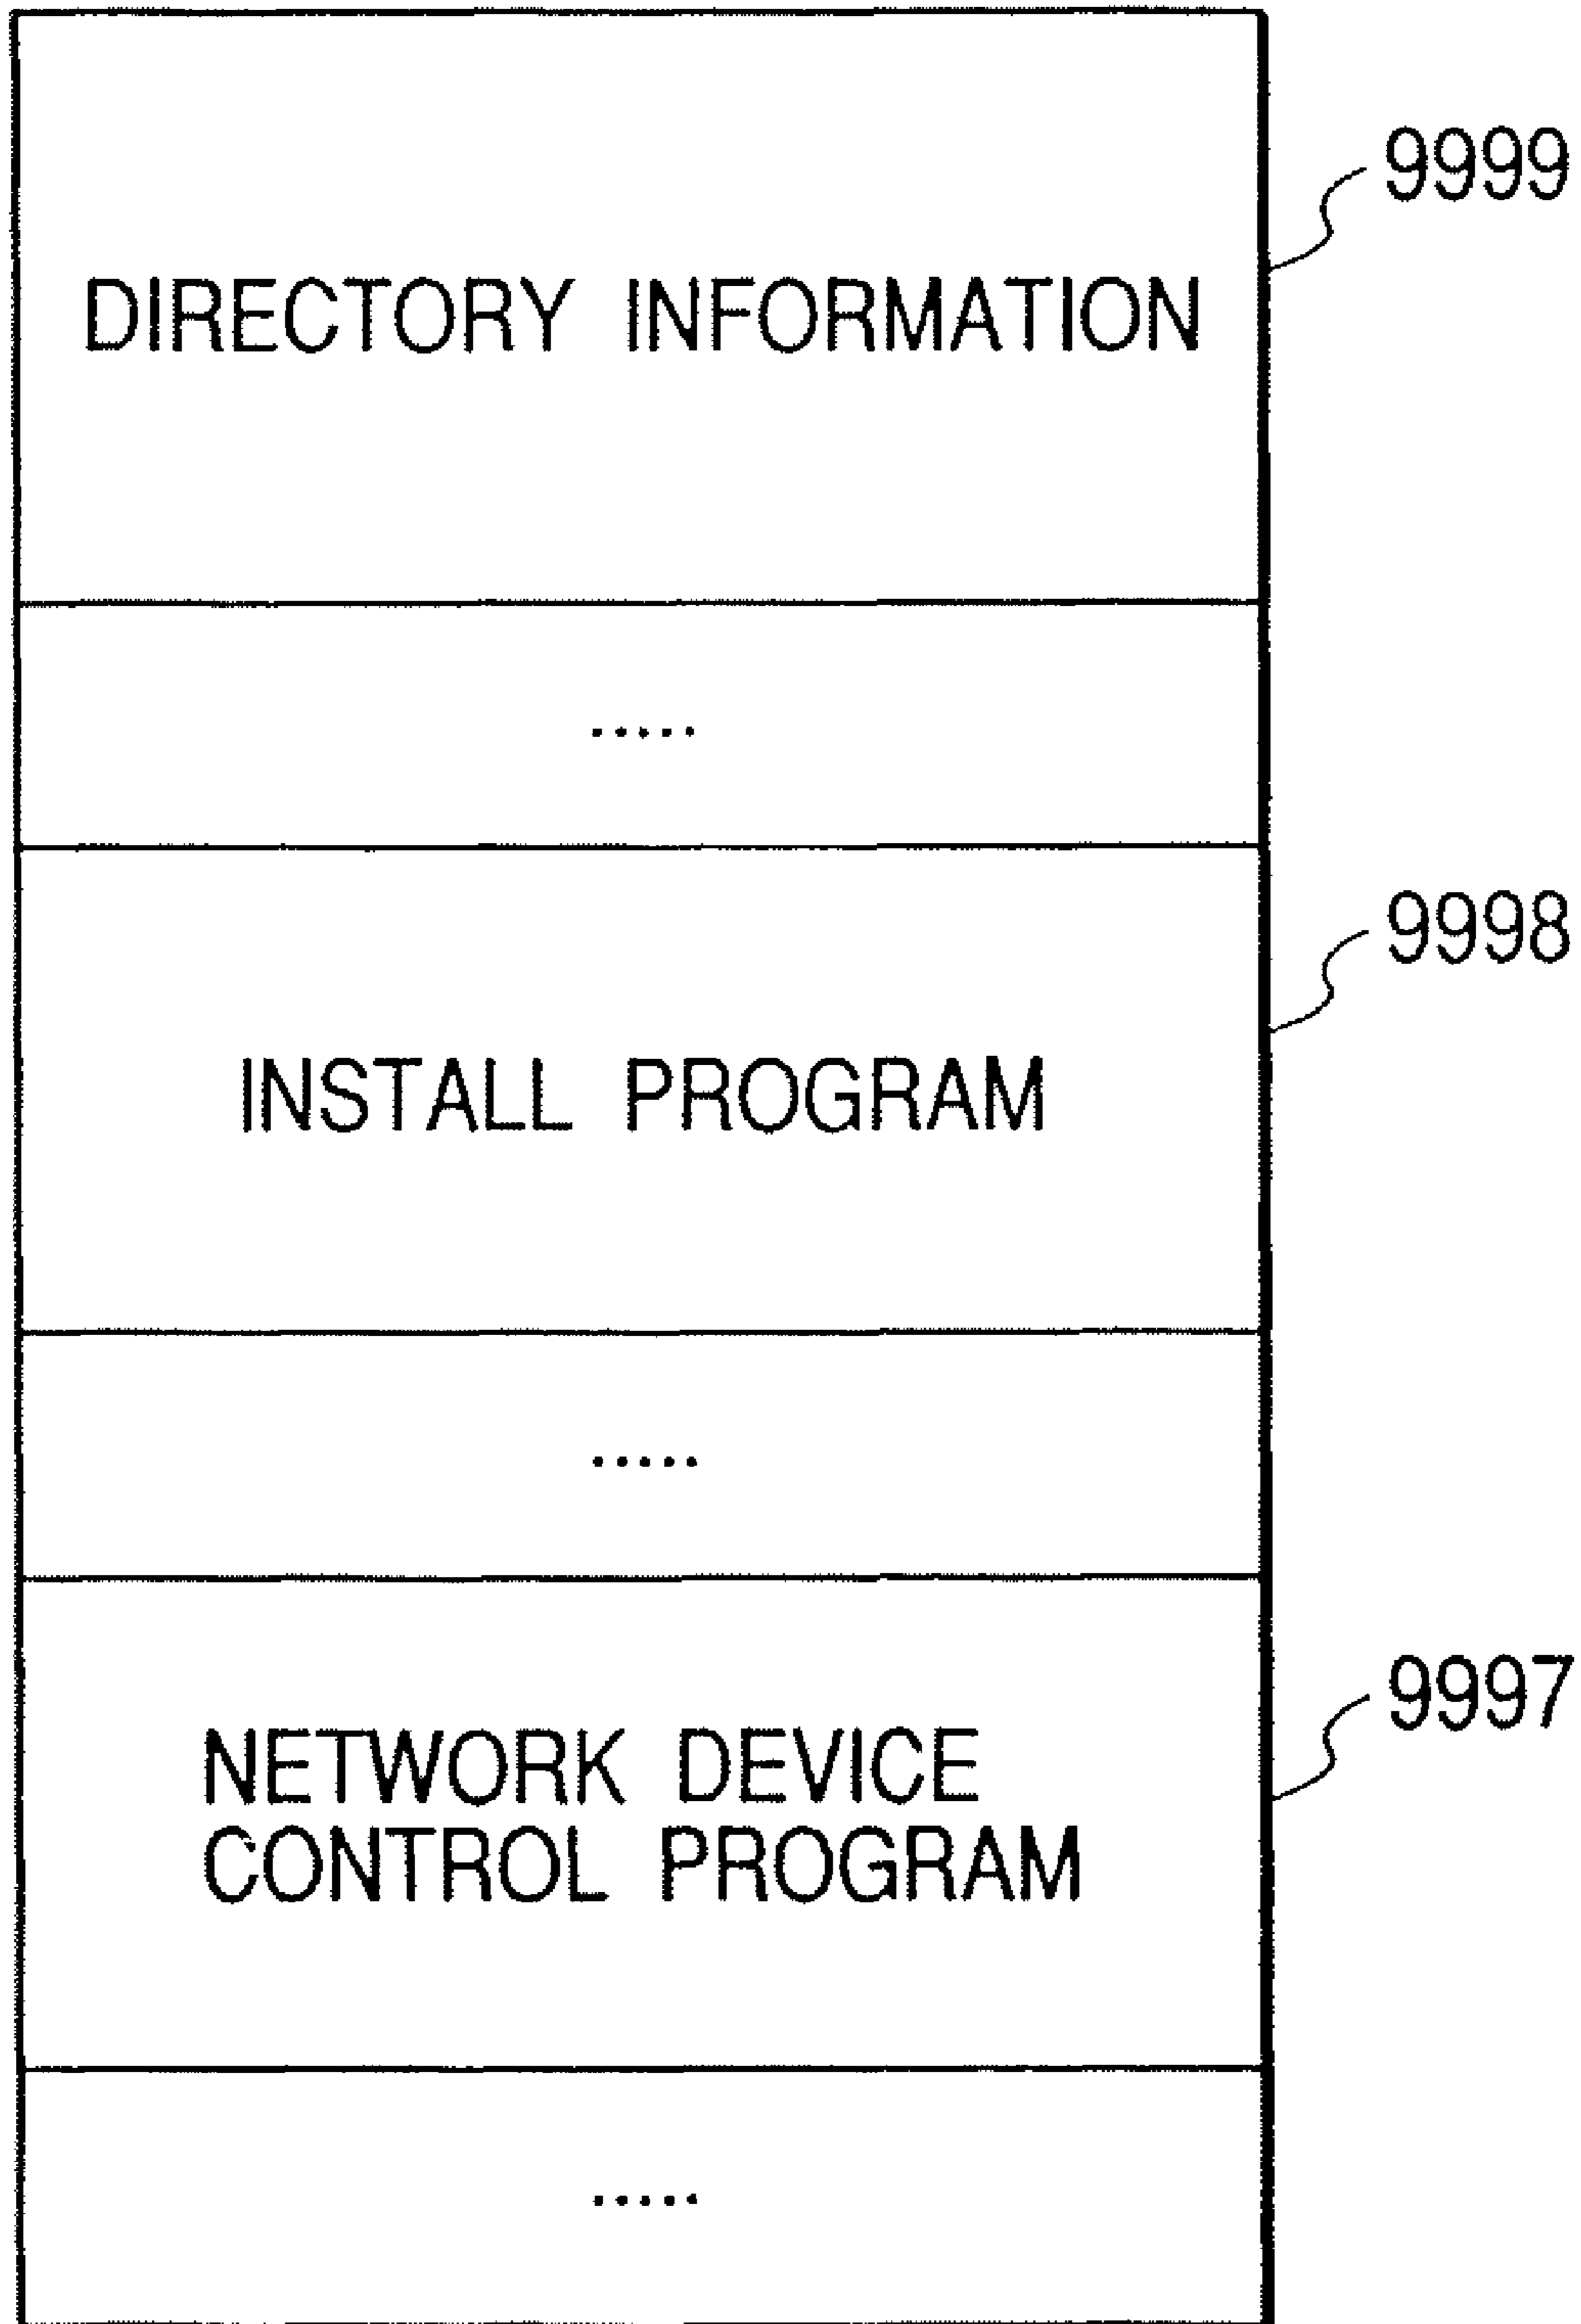 9999
DIRECTORY INFORMATION
.....
9998
INSTALL PROGRAM
.....
9997
NETWORK DEVICE
CONTROL PROGRAM
.....